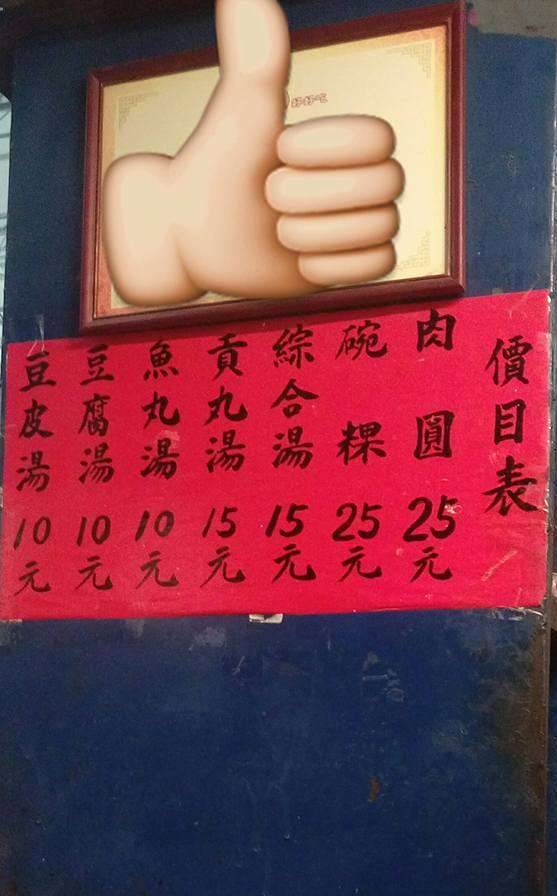 價目表
肉圓25元
碗粿25元
綜合湯15元
貢丸湯15元
魚丸湯10元
豆腐湯10元
豆皮湯10元